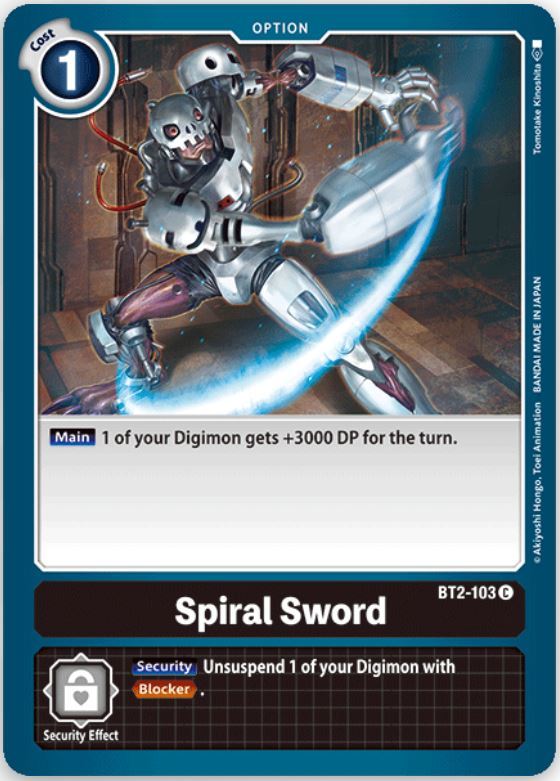 OPTION
Cost
1
Tomotake Kinoshita
© Akiyoshi Hongo, Toei Animation BANDAI MADE IN JAPAN
Main 1 of your Digimon gets +3000 DP for the turn.
BT2-103 C
Spiral Sword
Security Unsuspend 1 of your Digimon with
Blocker .
Security Effect